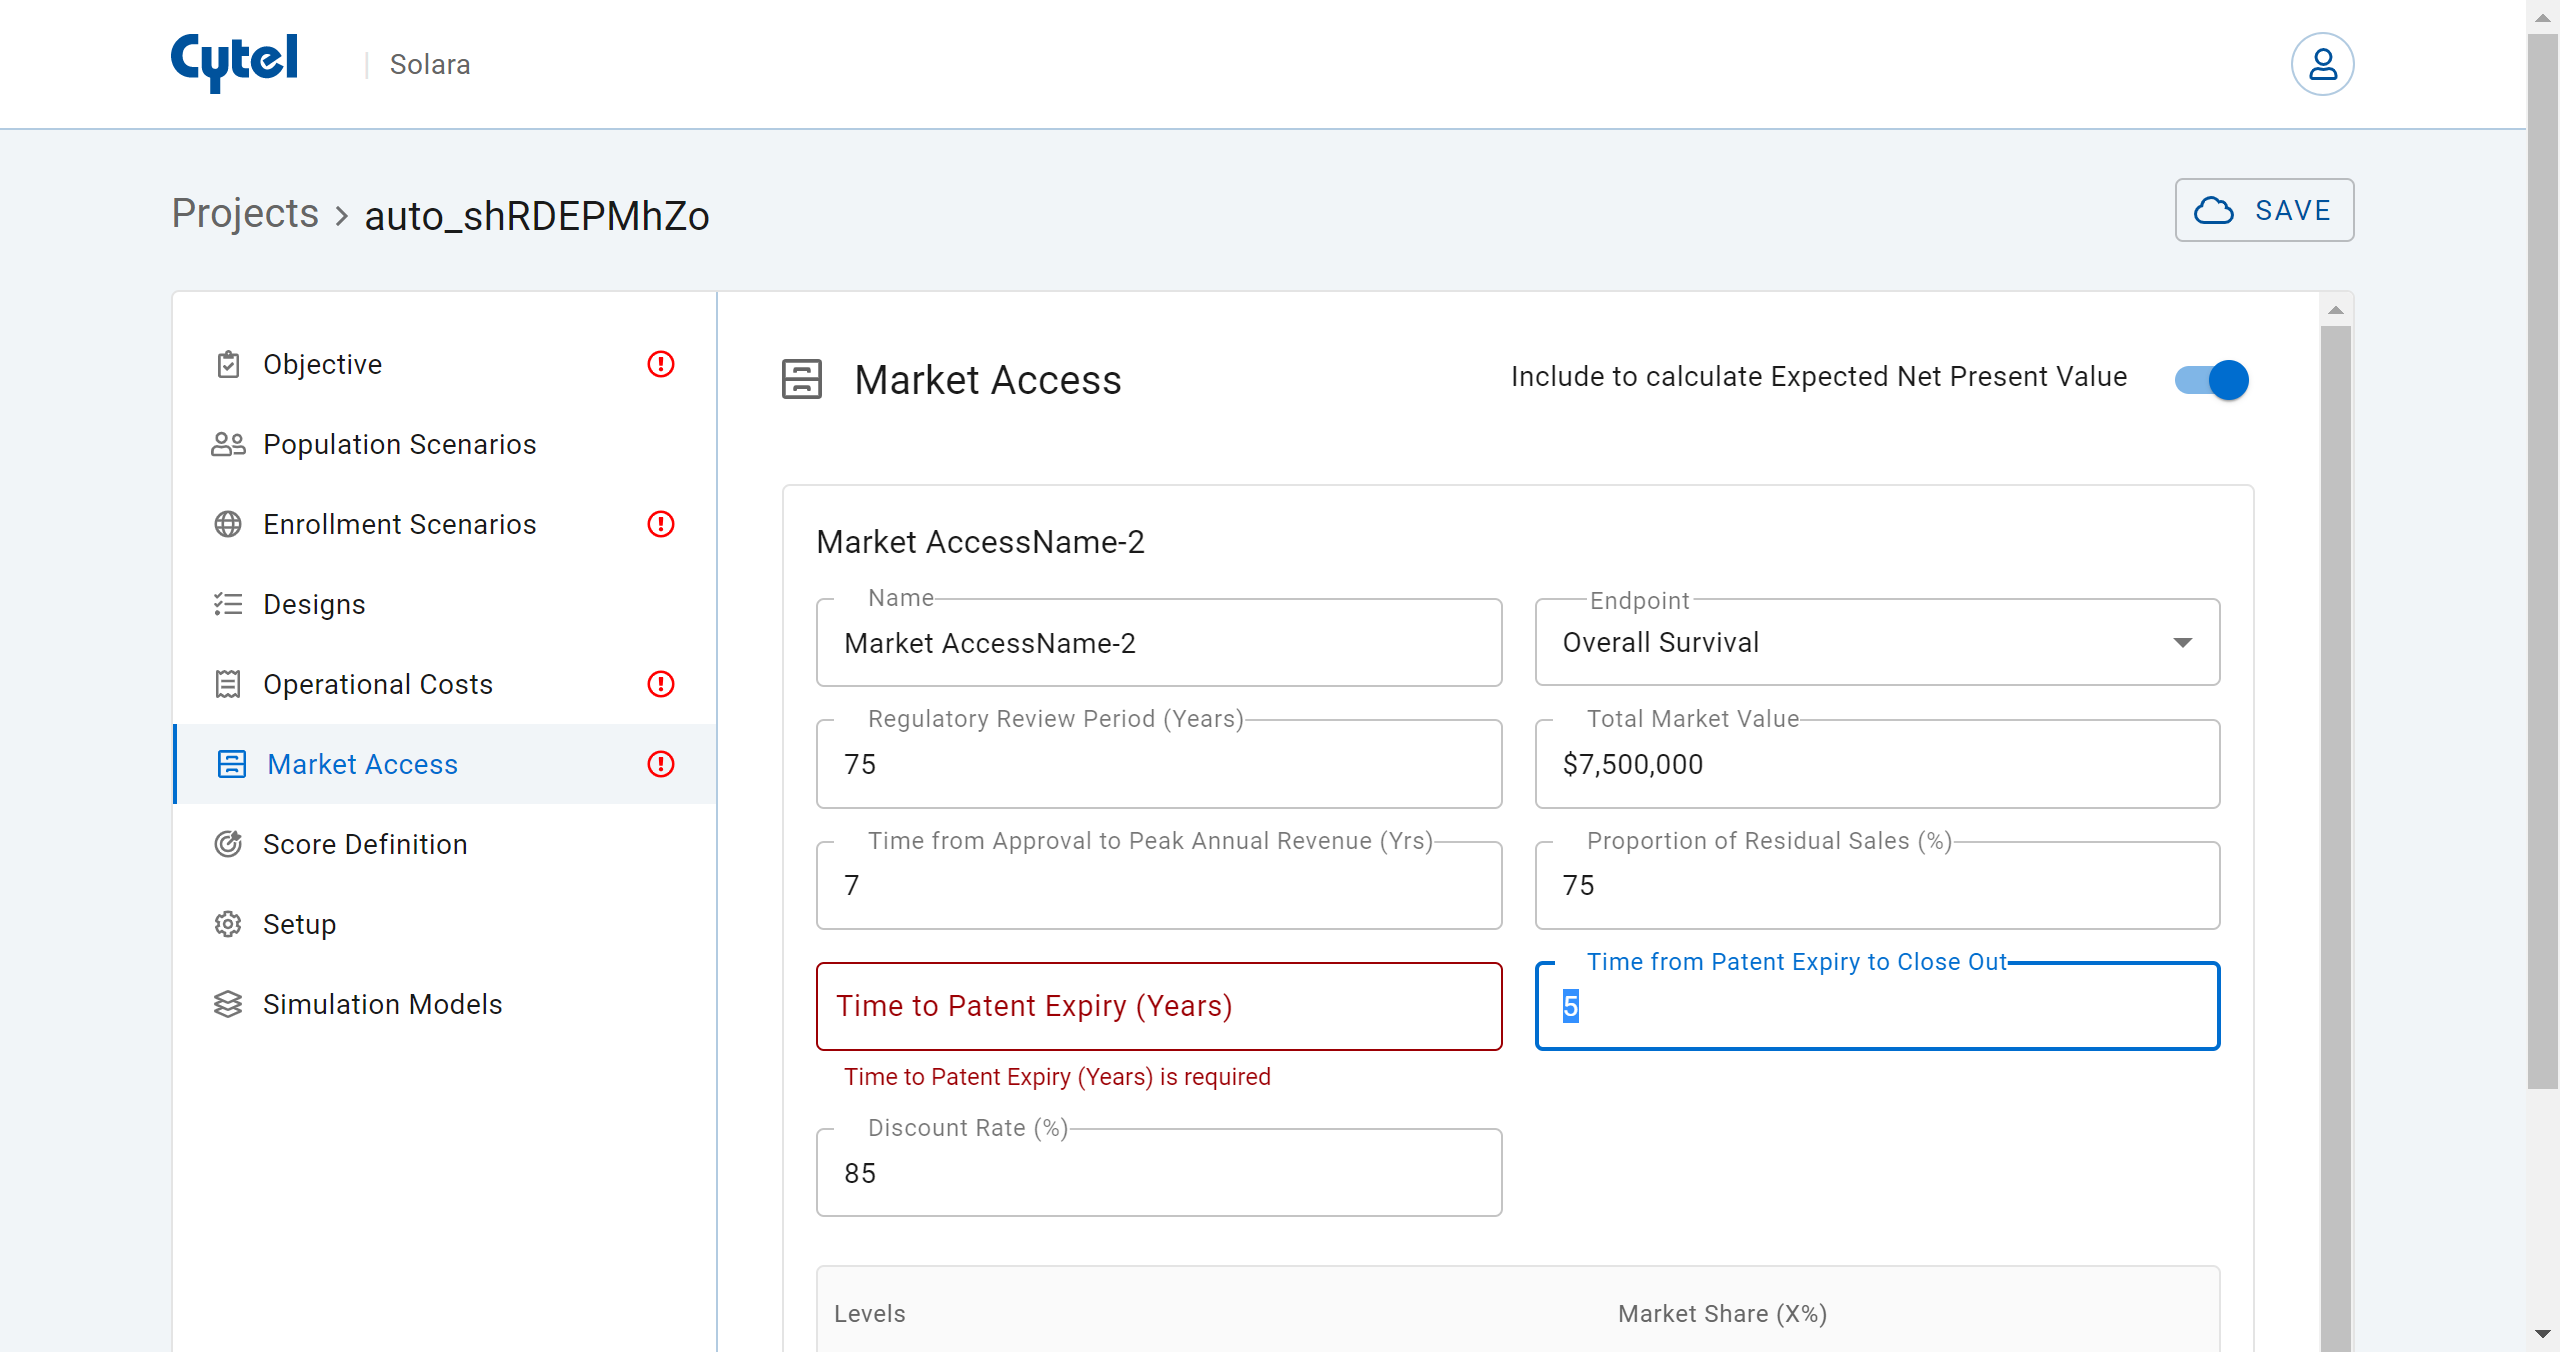 Cytel | Solara
Projects > auto_shRDEPMhZo
SAVE
Objective
Population Scenarios
Enrollment Scenarios
Designs
Operational Costs
Market Access
Score Definition
Setup
Simulation Models
Market Access
Include to calculate Expected Net Present Value
Market AccessName-2
Name
Market AccessName-2
Endpoint
Overall Survival
Regulatory Review Period (Years)
75
Total Market Value
$7,500,000
Time from Approval to Peak Annual Revenue (Yrs)
7
Proportion of Residual Sales (%)
75
Time to Patent Expiry (Years)
Time to Patent Expiry (Years) is required
Time from Patent Expiry to Close Out
5
Discount Rate (%)
85
Levels
Market Share (X%)